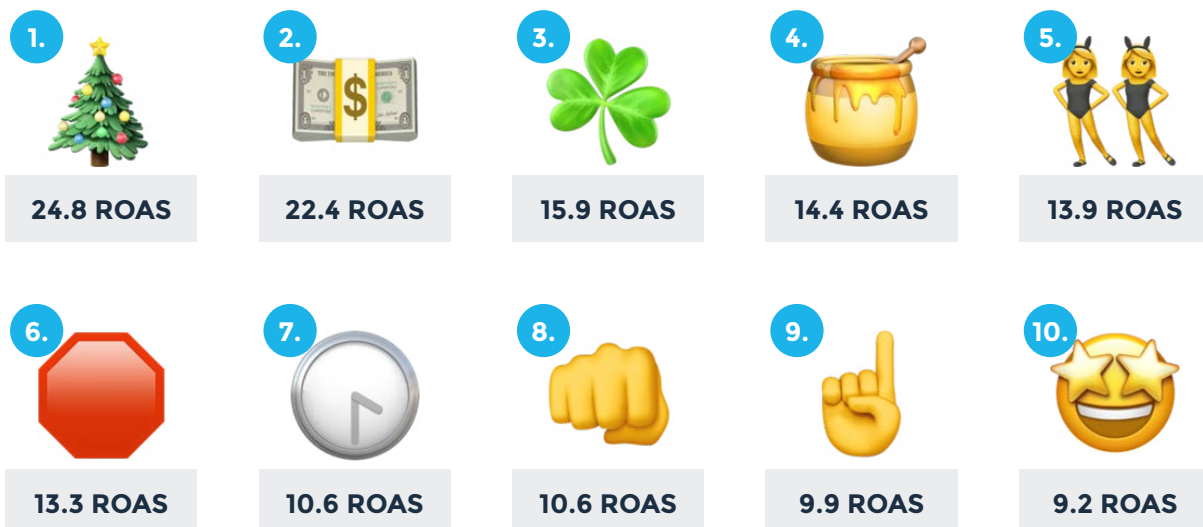 1. 2. 3. 4. 5.
$
24.8 ROAS 22.4 ROAS 15.9 ROAS 14.4 ROAS 13.9 ROAS
6. 7. 8. 9. 10.
13.3 ROAS 10.6 ROAS 10.6 ROAS 9.9 ROAS 9.2 ROAS